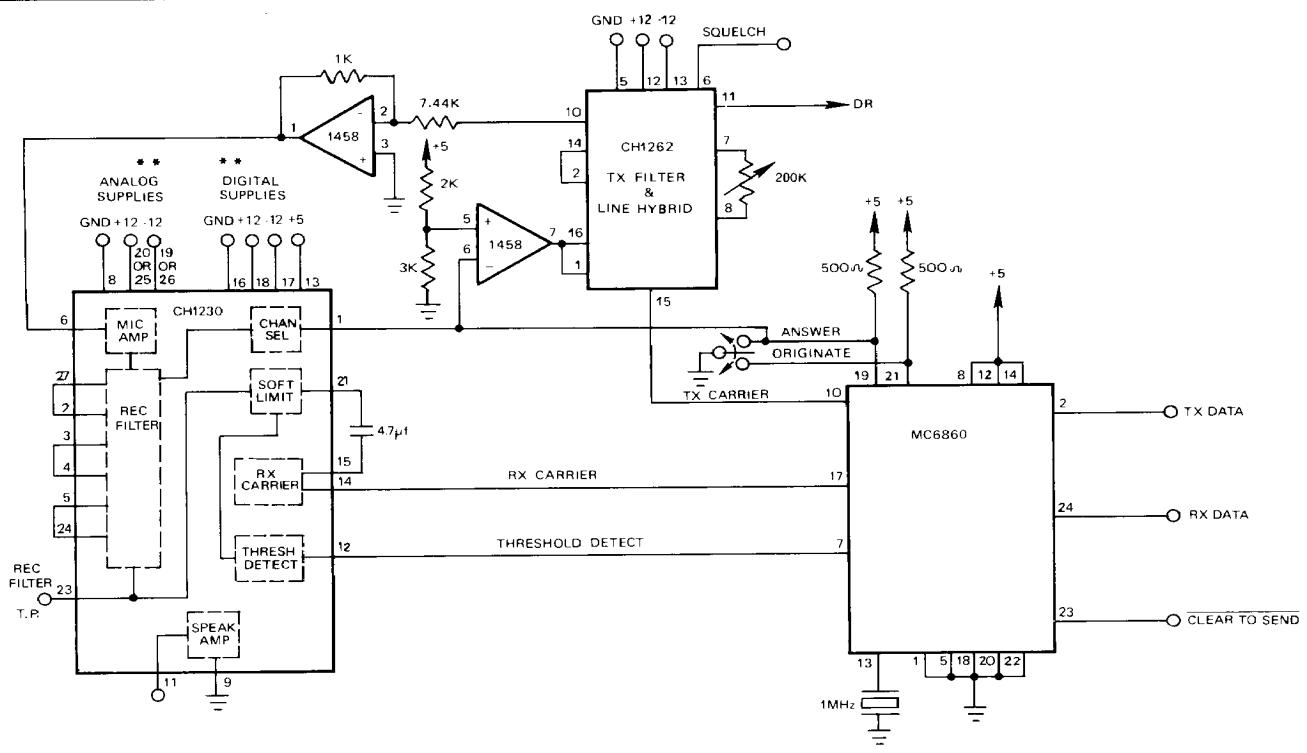 GND +12 -12
SQUELCH
5 12 13 6
1K
1 2 3
- +
1458
7.44K
10 11
DR
14 2
CH1262
TX FILTER
&
LINE HYBRID
7 8
200K
16 1 15
+5
2K
3K
5 6 7
+ −
1458
** **
ANALOG SUPPLIES
DIGITAL SUPPLIES
GND +12 -12
GND +12 -12 +5
8
20 OR 25
19 OR 26
16 18 17 13
CH1230
6
MIC AMP
CHAN SEL
1
27
2
3
4
5
24
REC FILTER
SOFT LIMIT
21
4.7µf
15
RX CARRIER
14
THRESH DETECT
12
REC FILTER
T.P.
23
SPEAK AMP
11 9
+5 +5
500Ω 500Ω
+5
ANSWER
ORIGINATE
TX CARRIER
RX CARRIER
THRESHOLD DETECT
19 21 8 12 14
10
17
7
MC6860
2
TX DATA
24
RX DATA
23
CLEAR TO SEND
13 1 5 18 20 22
1MHz